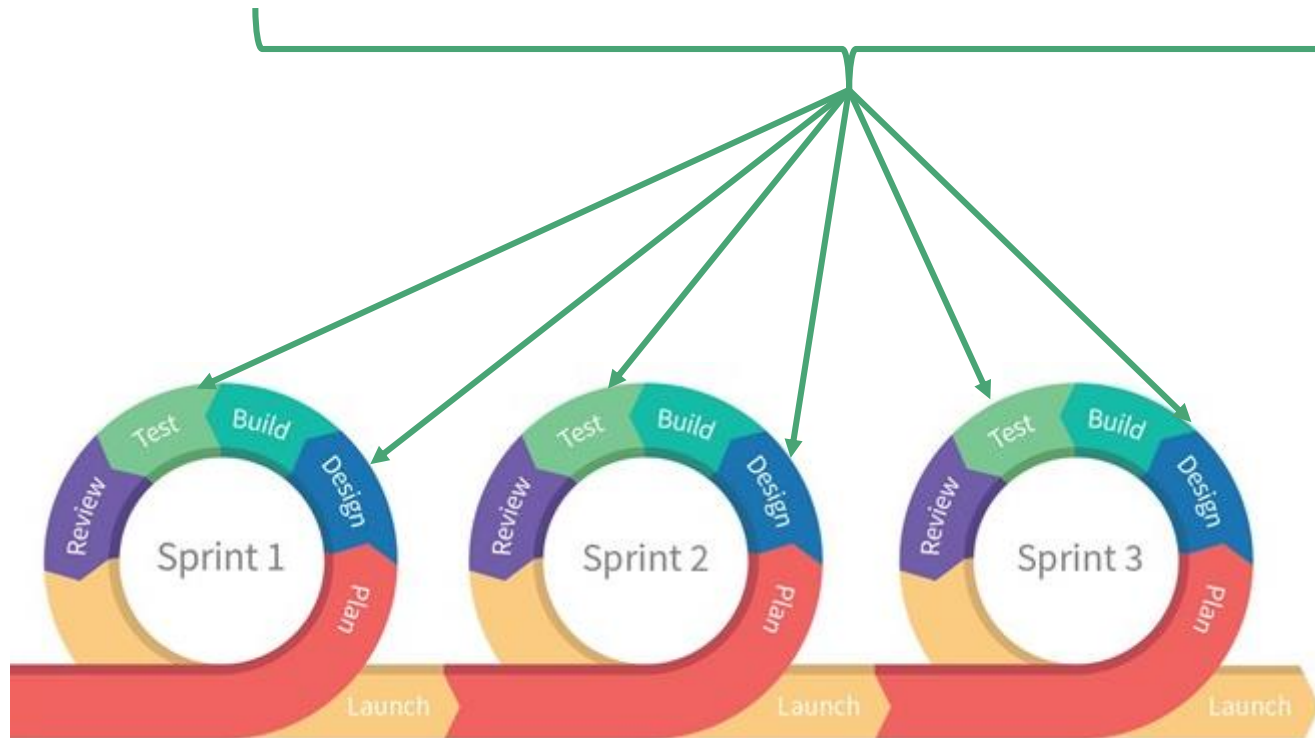 Test
Build
Design
Review
Sprint 1
Plan
Launch
Test
Build
Design
Review
Sprint 2
Plan
Launch
Test
Build
Design
Review
Sprint 3
Plan
Launch